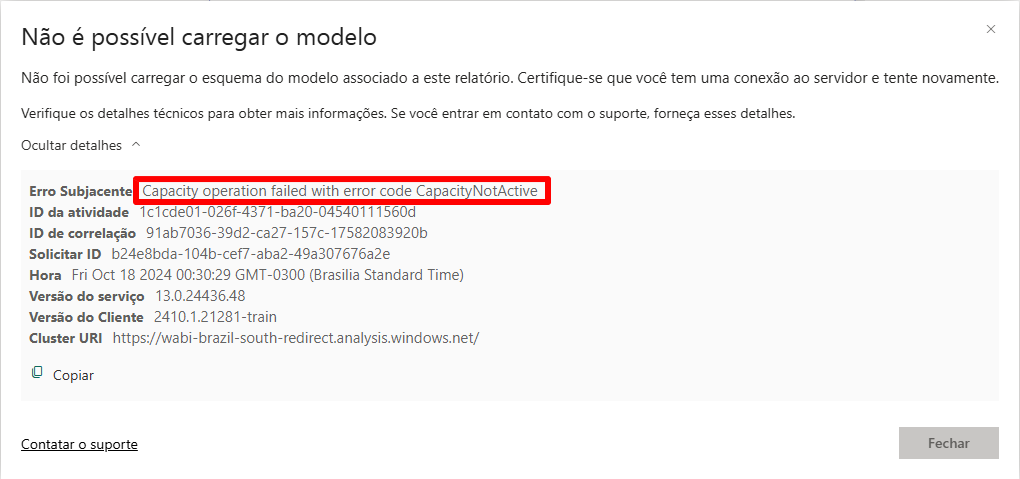 Não é possível carregar o modelo
Não foi possível carregar o esquema do modelo associado a este relatório. Certifique-se que você tem uma conexão ao servidor e tente novamente.
Verifique os detalhes técnicos para obter mais informações. Se você entrar em contato com o suporte, forneça esses detalhes.
Ocultar detalhes
Erro Subjacente Capacity operation failed with error code CapacityNotActive
ID da atividade 1c1cde01-026f-4371-ba20-04540111560d
ID de correlação 91ab7036-39d2-ca27-157c-17582083920b
Solicitar ID b24e8bda-104b-cef7-aba2-49a307676a2e
Hora Fri Oct 18 2024 00:30:29 GMT-0300 (Brasilia Standard Time)
Versão do serviço 13.0.24436.48
Versão do Cliente 2410.1.21281-train
Cluster URI https://wabi-brazil-south-redirect.analysis.windows.net/
Copiar
Contatar o suporte
Fechar